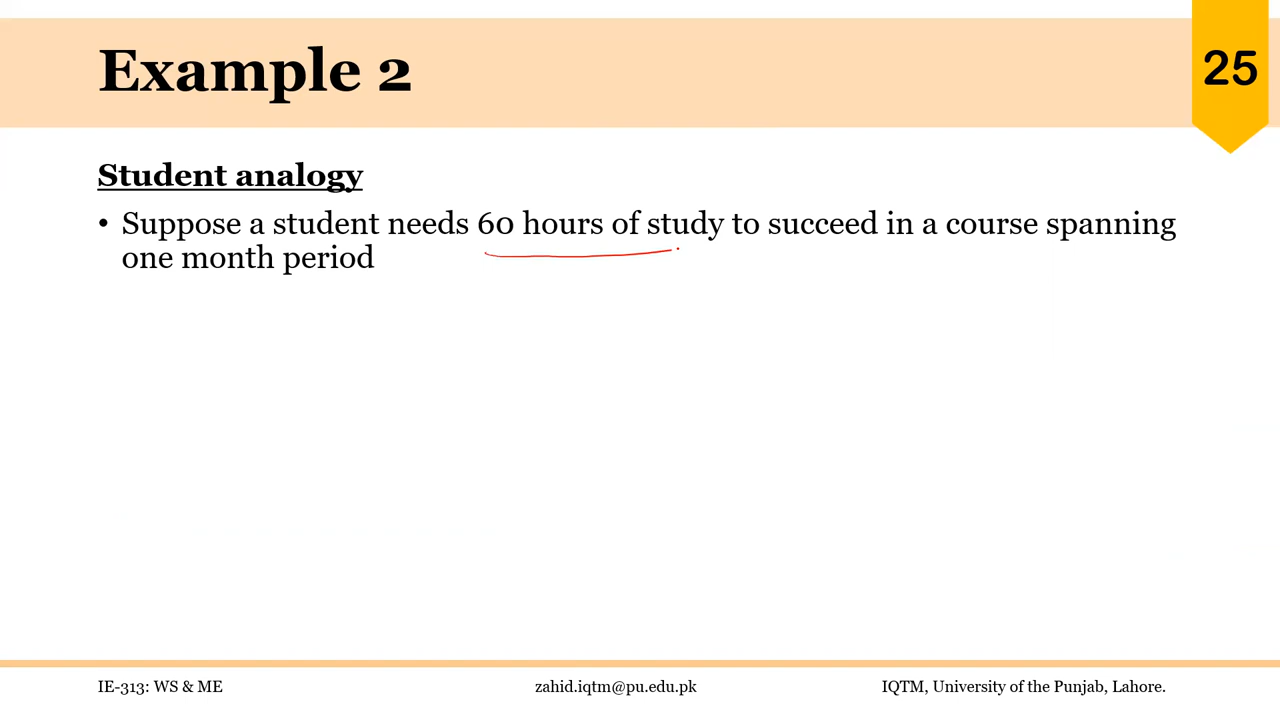 Example 2
25
Student analogy
• Suppose a student needs 60 hours of study to succeed in a course spanning
one month period
IE-313: WS & ME
zahid.iqtm@pu.edu.pk
IQTM, University of the Punjab, Lahore.